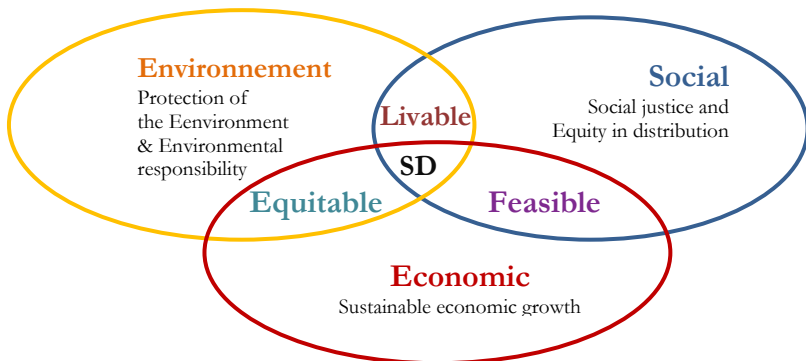 Environnement
Protection of
the Eenvironment
& Environmental
responsibility
Livable
Social
Social justice and
Equity in distribution
SD
Equitable
Feasible
Economic
Sustainable economic growth